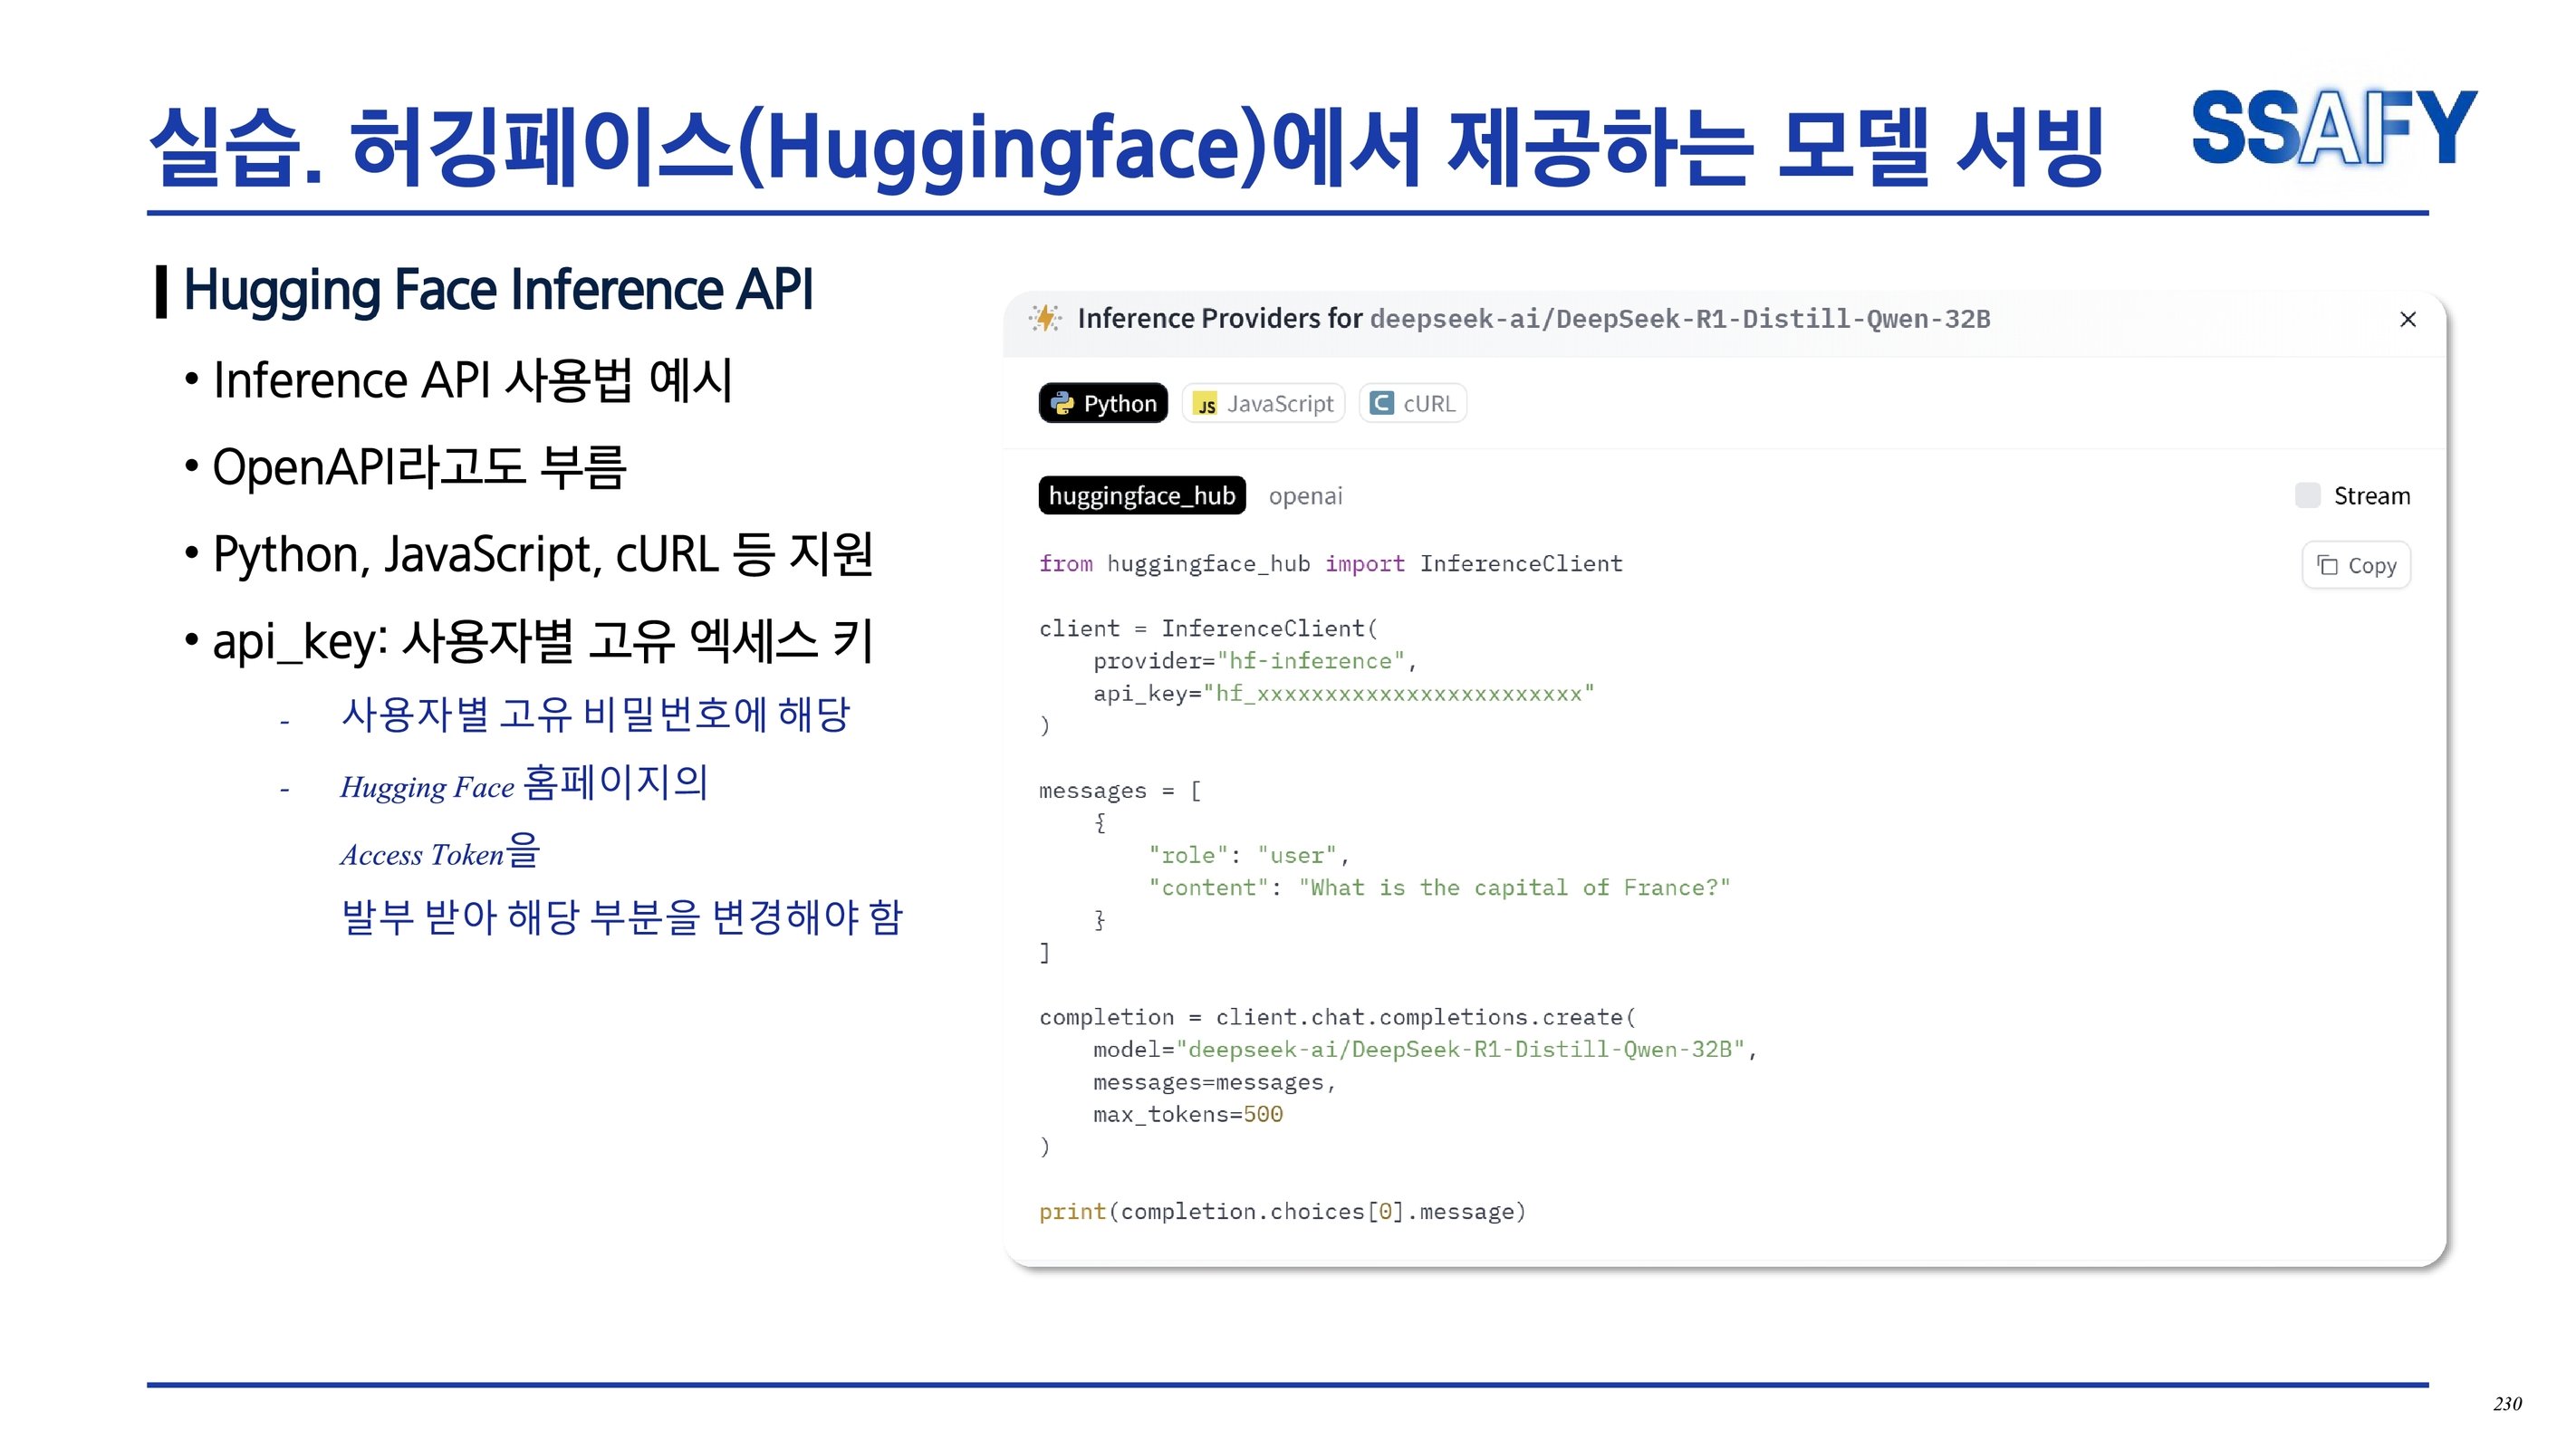 실습. 허깅페이스(Huggingface)에서 제공하는 모델 서빙
SSAFY
Hugging Face Inference API
• Inference API 사용법 예시
• OpenAPI라고도 부름
• Python, JavaScript, cURL 등 지원
• api_key: 사용자별 고유 엑세스 키
- 사용자별 고유 비밀번호에 해당
- Hugging Face 홈페이지의
Access Token을
발부 받아 해당 부분을 변경해야 함
Inference Providers for deepseek-ai/DeepSeek-R1-Distill-Qwen-32B
Python JS JavaScript C cURL
huggingface_hub openai Stream
Copy
from huggingface_hub import InferenceClient
client = InferenceClient(
    provider="hf-inference",
    api_key="hf_xxxxxxxxxxxxxxxxxxxxxxxx"
)
messages = [
    {
        "role": "user",
        "content": "What is the capital of France?"
    }
]
completion = client.chat.completions.create(
    model="deepseek-ai/DeepSeek-R1-Distill-Qwen-32B",
    messages=messages,
    max_tokens=500
)
print(completion.choices[0].message)
230